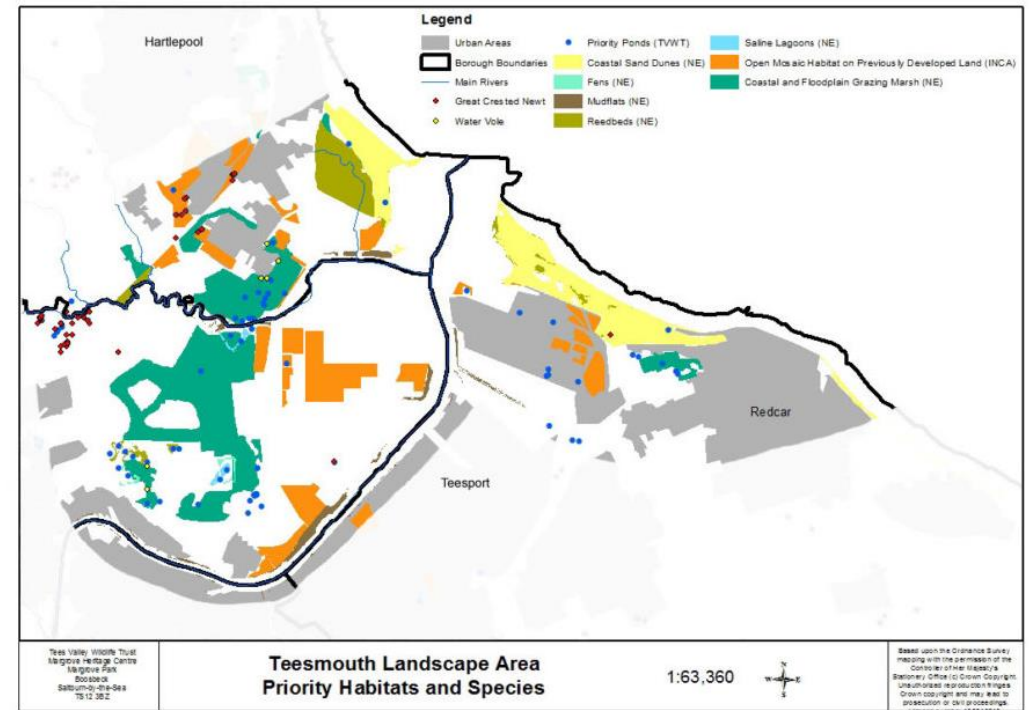 Legend
Urban Areas
Borough Boundaries
Main Rivers
Great Crested Newt
Water Vole
Priority Ponds (TVWT)
Coastal Sand Dunes (NE)
Fens (NE)
Mudflats (NE)
Reedbeds (NE)
Saline Lagoons (NE)
Open Mosaic Habitat on Previously Developed Land (INCA)
Coastal and Floodplain Grazing Marsh (NE)
Hartlepool
Redcar
Teesport
Tees Valley Wildlife Trust
Margrove Heritage Centre
Margrove Park
Boosbeck
Saltburn-by-the-Sea
TS12 3BZ
Teesmouth Landscape Area
Priority Habitats and Species
1:63,360
N
W E
S
Based upon the Ordnance Survey
mapping with the permission of the
Controller of Her Majesty's
Stationery Office (c) Crown Copyright.
Unauthorised reproduction fringes
Crown copyright and may lead to
prosecution or civil proceedings.